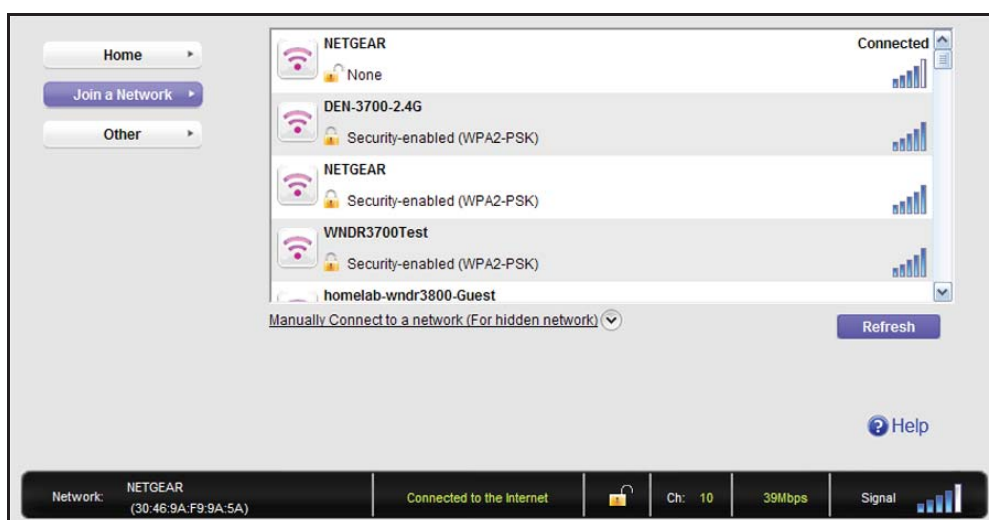 Home
Join a Network
Other
NETGEAR
Connected
None
DEN-3700-2.4G
Security-enabled (WPA2-PSK)
NETGEAR
Security-enabled (WPA2-PSK)
WNDR3700Test
Security-enabled (WPA2-PSK)
homelab-wndr3800-Guest
Manually Connect to a network (For hidden network)
Refresh
? Help
Network: NETGEAR
(30:46:9A:F9:9A:5A)
Connected to the Internet
Ch: 10
39Mbps
Signal